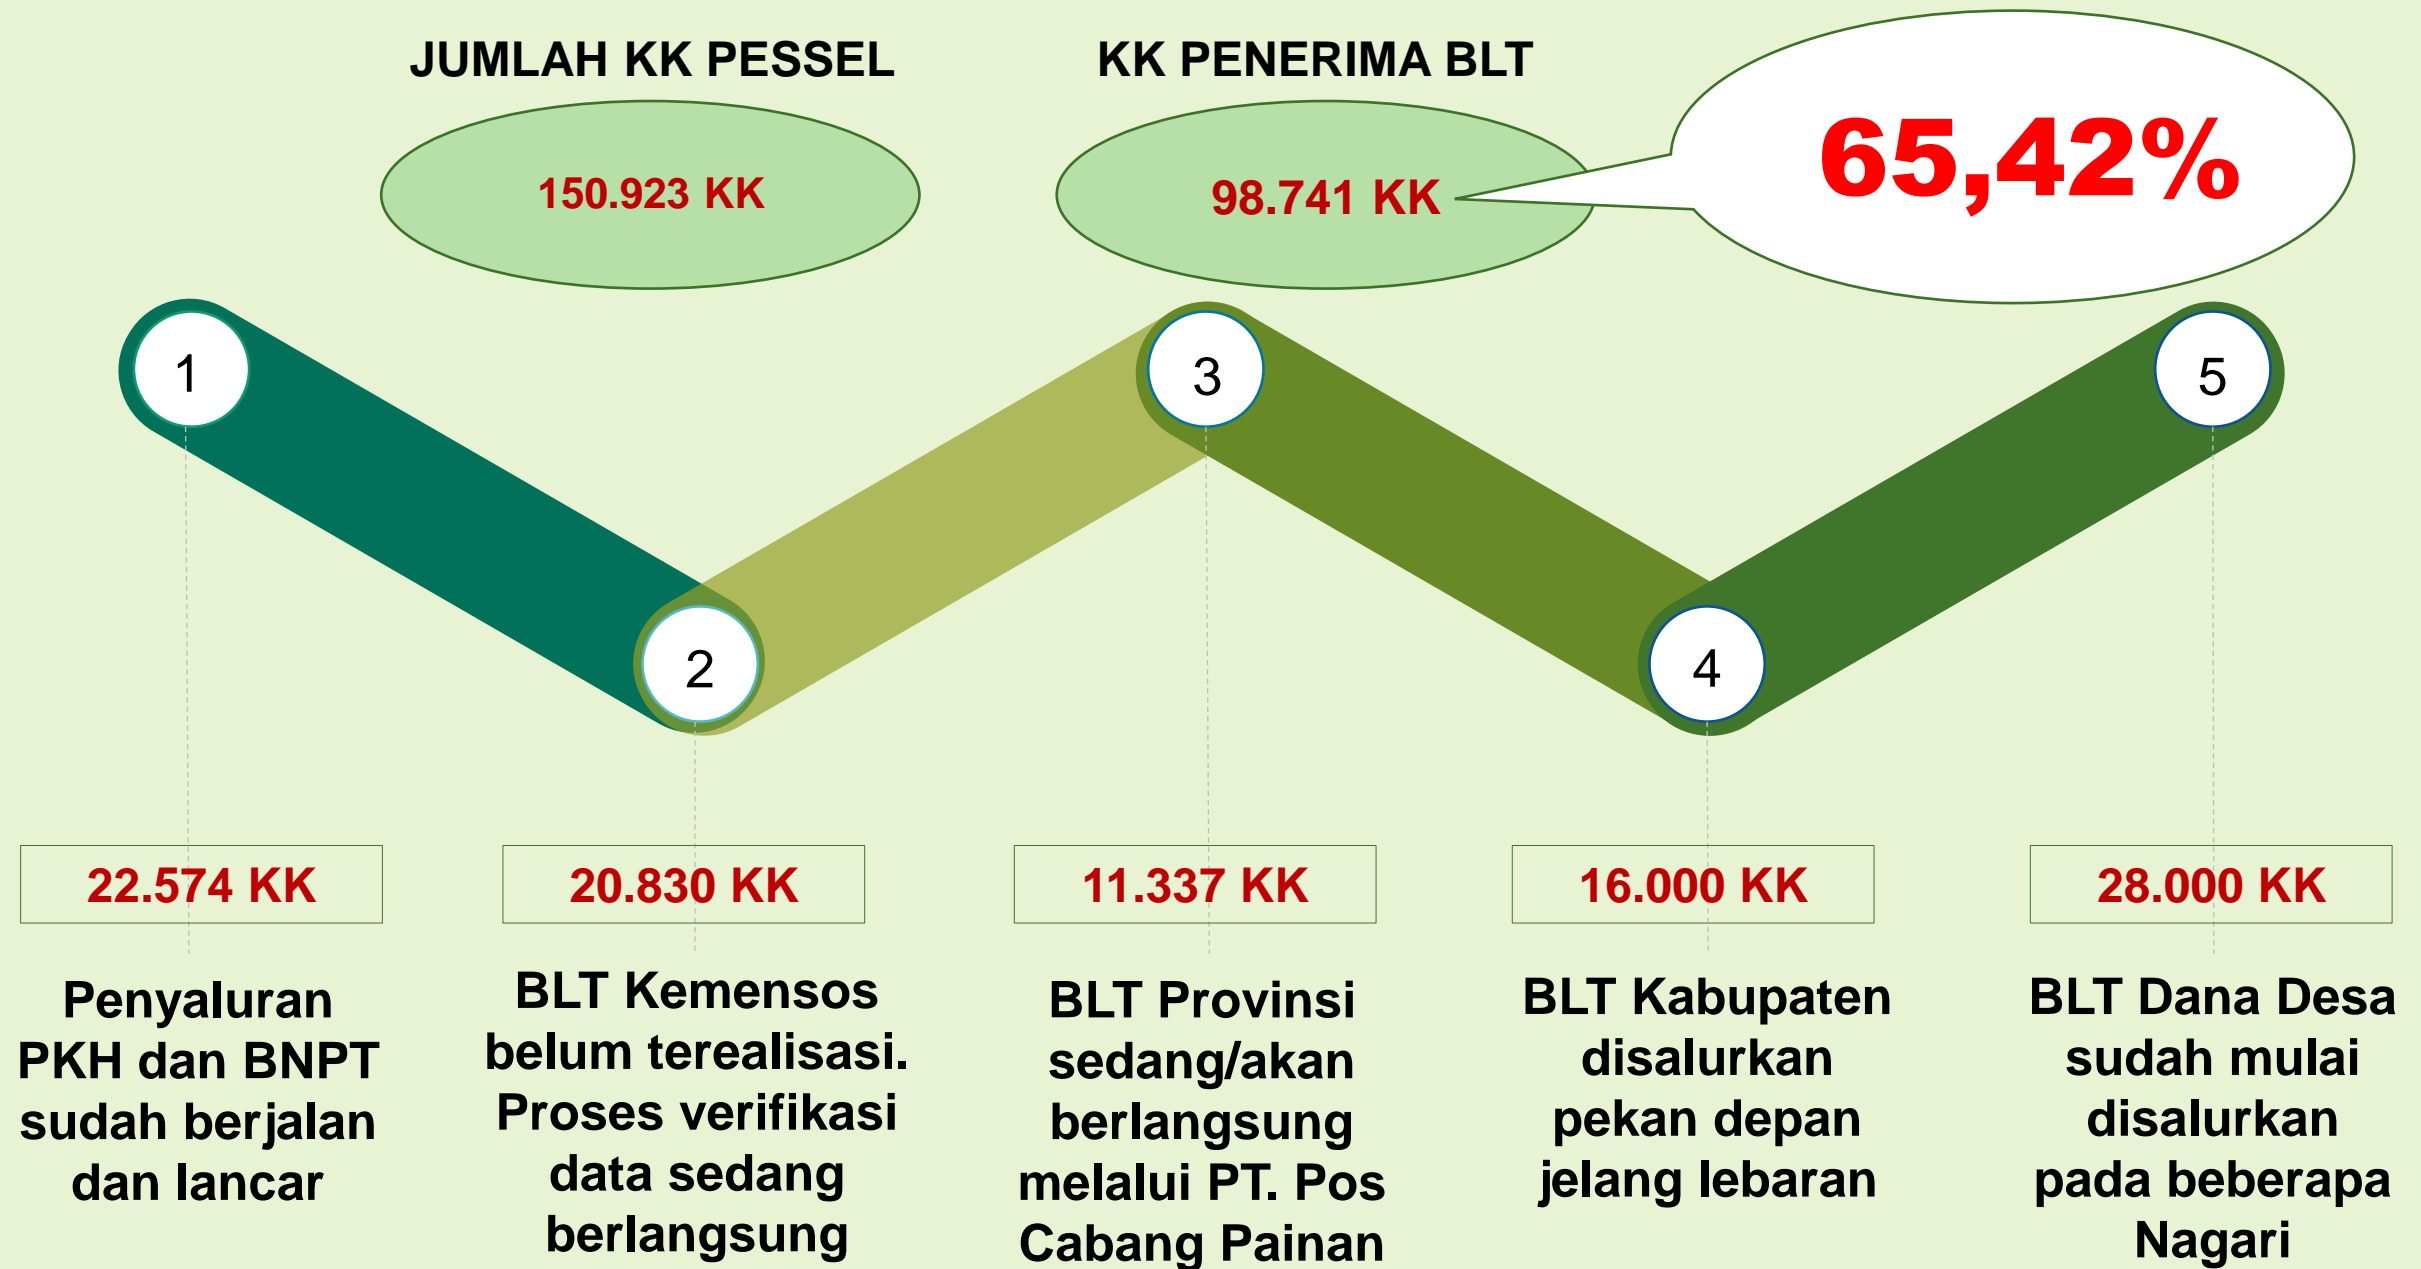 JUMLAH KK PESSEL
150.923 KK
KK PENERIMA BLT
98.741 KK
65,42%
1
2
3
4
5
22.574 KK
Penyaluran
PKH dan BNPT
sudah berjalan
dan lancar
20.830 KK
BLT Kemensos
belum terealisasi.
Proses verifikasi
data sedang
berlangsung
11.337 KK
BLT Provinsi
sedang/akan
berlangsung
melalui PT. Pos
Cabang Painan
16.000 KK
BLT Kabupaten
disalurkan
pekan depan
jelang lebaran
28.000 KK
BLT Dana Desa
sudah mulai
disalurkan
pada beberapa
Nagari